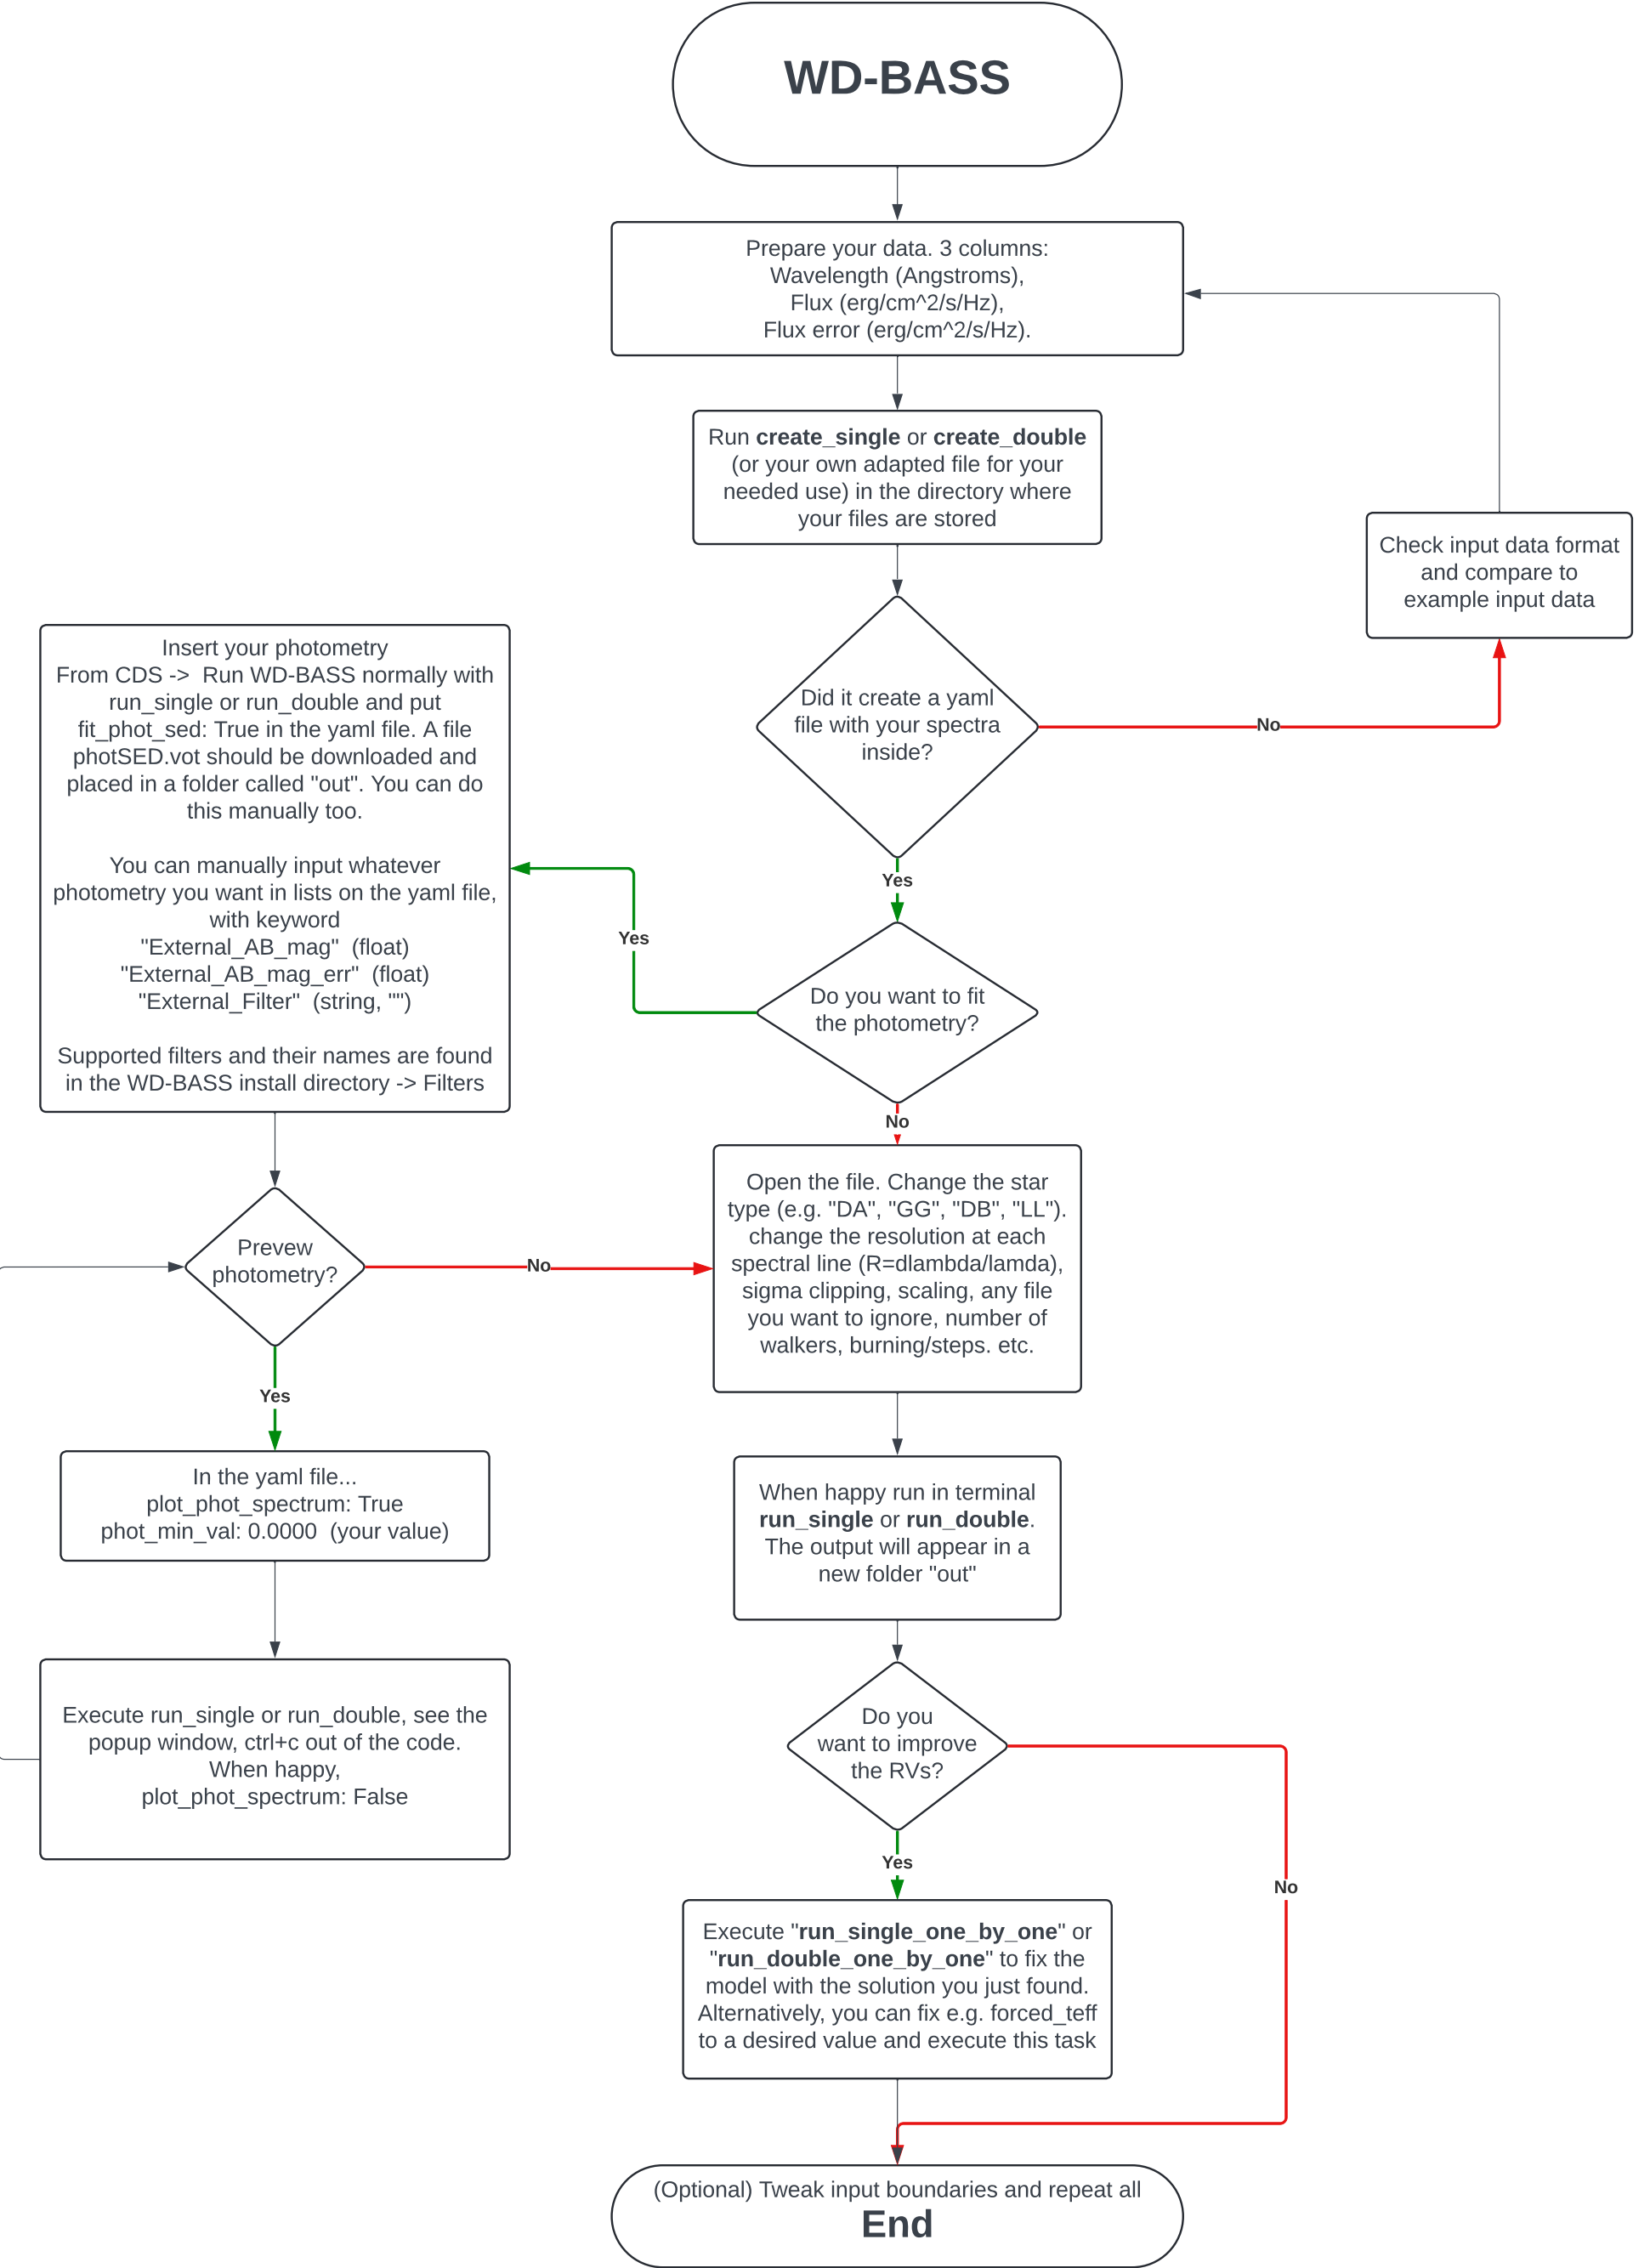 WD-BASS
Prepare your data. 3 columns:
Wavelength (Angstroms),
Flux (erg/cm^2/s/Hz),
Flux error (erg/cm^2/s/Hz).
Run create_single or create_double
(or your own adapted file for your
needed use) in the directory where
your files are stored
Check input data format
and compare to
example input data
Did it create a yaml
file with your spectra
inside?
No
Yes
Insert your photometry
From CDS ->  Run WD-BASS normally with
run_single or run_double and put
fit_phot_sed: True in the yaml file. A file
photSED.vot should be downloaded and
placed in a folder called "out". You can do
this manually too.
You can manually input whatever
photometry you want in lists on the yaml file,
with keyword
"External_AB_mag"  (float)
"External_AB_mag_err"  (float)
"External_Filter"  (string, "")
Supported filters and their names are found
in the WD-BASS install directory -> Filters
Yes
Do you want to fit
the photometry?
No
Prevew
photometry?
No
Open the file. Change the star
type (e.g. "DA", "GG", "DB", "LL").
change the resolution at each
spectral line (R=dlambda/lamda),
sigma clipping, scaling, any file
you want to ignore, number of
walkers, burning/steps. etc.
Yes
In the yaml file...
plot_phot_spectrum: True
phot_min_val: 0.0000  (your value)
When happy run in terminal
run_single or run_double.
The output will appear in a
new folder "out"
Execute run_single or run_double, see the
popup window, ctrl+c out of the code.
When happy,
plot_phot_spectrum: False
Do you
want to improve
the RVs?
Yes
No
Execute "run_single_one_by_one" or
"run_double_one_by_one" to fix the
model with the solution you just found.
Alternatively, you can fix e.g. forced_teff
to a desired value and execute this task
(Optional) Tweak input boundaries and repeat all
End